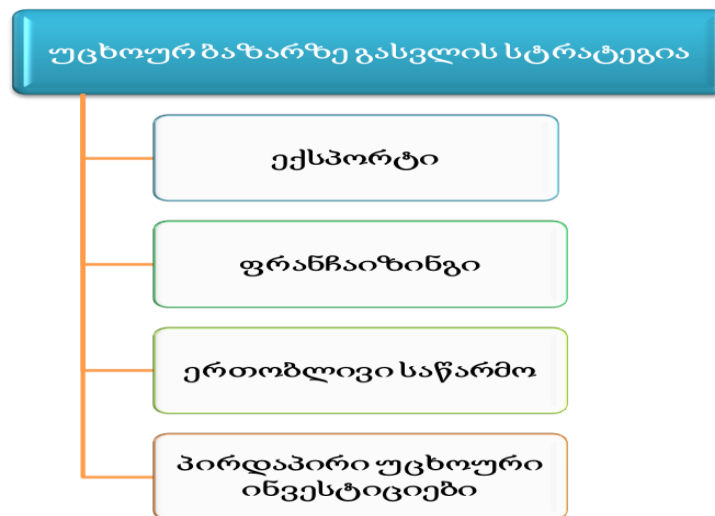 უცხოურ ბაზარზე გასვლის სტრატეგია
ექსპორტი
ფრანჩაიზინგი
ერთობლივი საწარმო
პირდაპირი უცხოური
ინვესტიციები